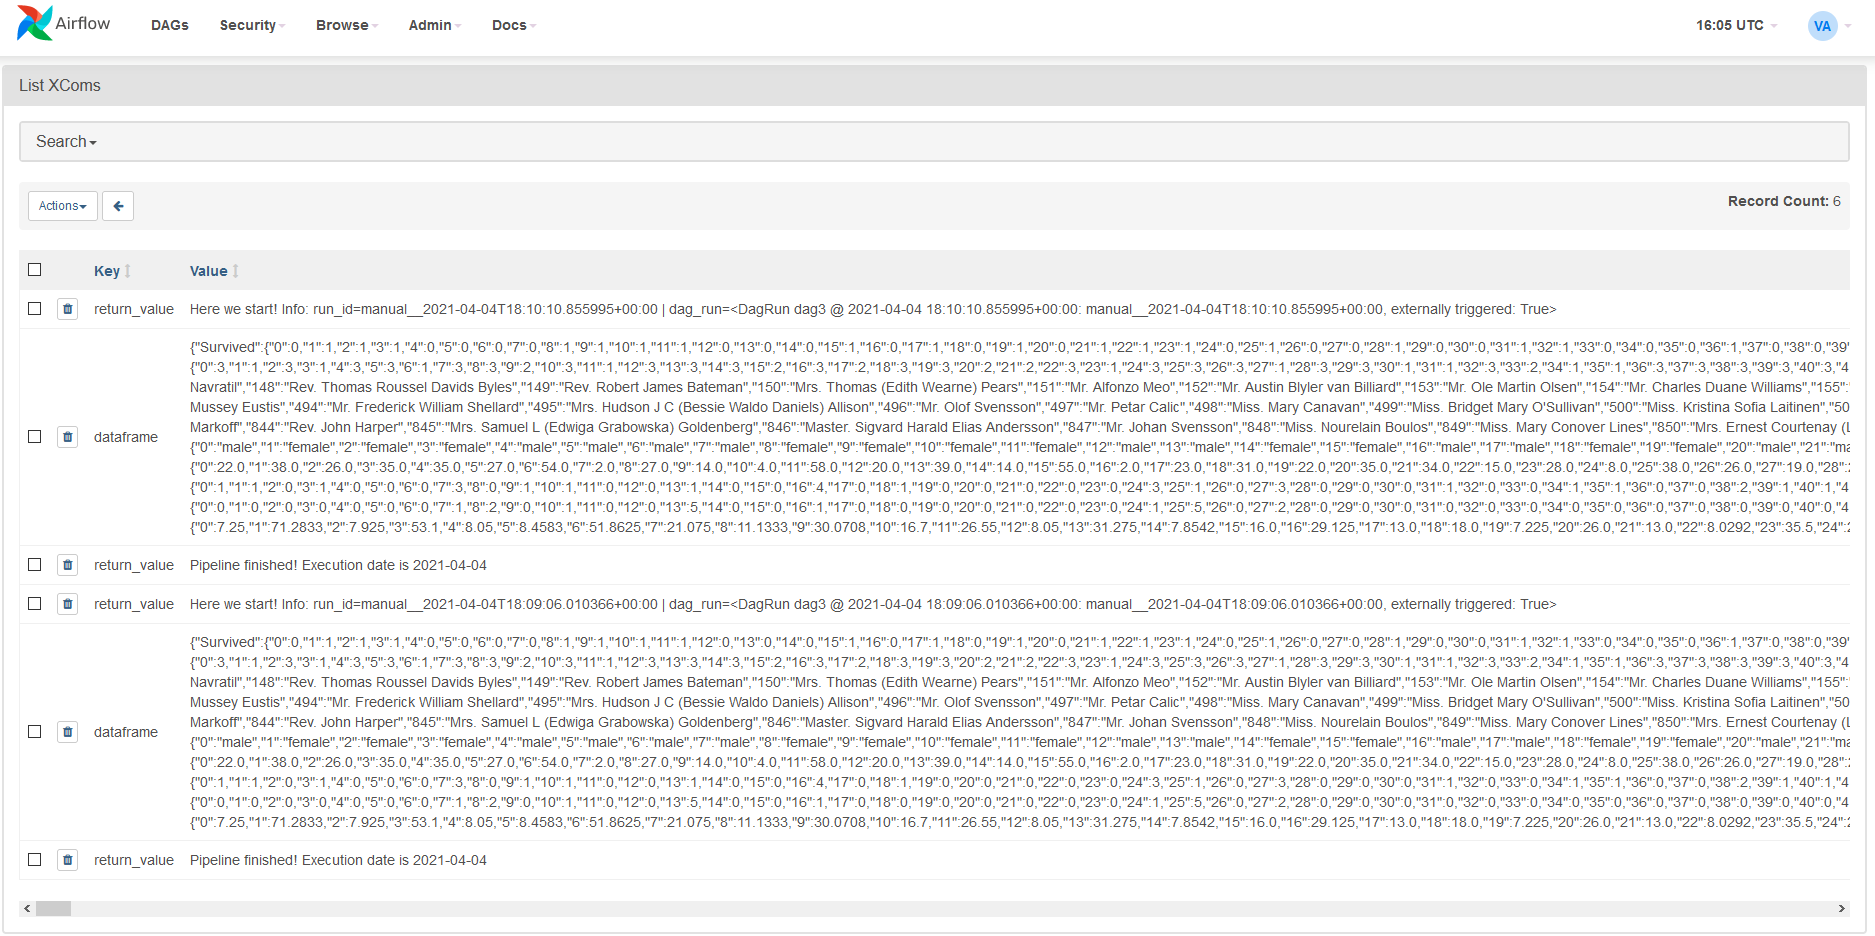 Airflow
DAGs
Security
Browse
Admin
Docs
16:05 UTC
VA
List XComs
Search
Actions
Record Count: 6
Key Value
return_value Here we start! Info: run_id=manual__2021-04-04T18:10:10.855995+00:00 | dag_run=<DagRun dag3 @ 2021-04-04 18:10:10.855995+00:00: manual__2021-04-04T18:10:10.855995+00:00, externally triggered: True>
{"Survived":{"0":0,"1":1,"2":1,"3":1,"4":0,"5":0,"6":0,"7":0,"8":1,"9":1,"10":1,"11":1,"12":0,"13":0,"14":0,"15":1,"16":0,"17":1,"18":0,"19":1,"20":0,"21":1,"22":1,"23":1,"24":0,"25":1,"26":0,"27":0,"28":1,"29":0,"30":0,"31":1,"32":1,"33":0,"34":0,"35":0,"36":1,"37":0,"38":0,"39"
{"0":3,"1":1,"2":3,"3":1,"4":3,"5":3,"6":1,"7":3,"8":3,"9":2,"10":3,"11":1,"12":3,"13":3,"14":3,"15":2,"16":3,"17":2,"18":3,"19":3,"20":2,"21":2,"22":3,"23":1,"24":3,"25":3,"26":3,"27":1,"28":3,"29":3,"30":1,"31":1,"32":3,"33":2,"34":1,"35":1,"36":3,"37":3,"38":3,"39":3,"40":3,"4
Navratil","148":"Rev. Thomas Roussel Davids Byles","149":"Rev. Robert James Bateman","150":"Mrs. Thomas (Edith Wearne) Pears","151":"Mr. Alfonzo Meo","152":"Mr. Austin Blyler van Billiard","153":"Mr. Ole Martin Olsen","154":"Mr. Charles Duane Williams","155":"
Mussey Eustis","494":"Mr. Frederick William Shellard","495":"Mrs. Hudson J C (Bessie Waldo Daniels) Allison","496":"Mr. Olof Svensson","497":"Mr. Petar Calic","498":"Miss. Mary Canavan","499":"Miss. Bridget Mary O'Sullivan","500":"Miss. Kristina Sofia Laitinen","50
Markoff","844":"Rev. John Harper","845":"Mrs. Samuel L (Edwiga Grabowska) Goldenberg","846":"Master. Sigvard Harald Elias Andersson","847":"Mr. Johan Svensson","848":"Miss. Nourelain Boulos","849":"Miss. Mary Conover Lines","850":"Mrs. Ernest Courtenay (L
dataframe
{"0":"male","1":"female","2":"female","3":"female","4":"male","5":"male","6":"male","7":"male","8":"female","9":"female","10":"female","11":"female","12":"male","13":"male","14":"female","15":"female","16":"male","17":"male","18":"female","19":"female","20":"male","21":"ma
{"0":22.0,"1":38.0,"2":26.0,"3":35.0,"4":35.0,"5":27.0,"6":54.0,"7":2.0,"8":27.0,"9":14.0,"10":4.0,"11":58.0,"12":20.0,"13":39.0,"14":14.0,"15":55.0,"16":2.0,"17":23.0,"18":31.0,"19":22.0,"20":35.0,"21":34.0,"22":15.0,"23":28.0,"24":8.0,"25":38.0,"26":26.0,"27":19.0,"28":2
{"0":1,"1":1,"2":0,"3":1,"4":0,"5":0,"6":0,"7":3,"8":0,"9":1,"10":1,"11":0,"12":0,"13":1,"14":0,"15":0,"16":4,"17":0,"18":1,"19":0,"20":0,"21":0,"22":0,"23":0,"24":3,"25":1,"26":0,"27":3,"28":0,"29":0,"30":0,"31":1,"32":0,"33":0,"34":1,"35":1,"36":0,"37":0,"38":2,"39":1,"40":1,"4
{"0":0,"1":0,"2":0,"3":0,"4":0,"5":0,"6":0,"7":1,"8":2,"9":0,"10":1,"11":0,"12":0,"13":5,"14":0,"15":0,"16":1,"17":0,"18":0,"19":0,"20":0,"21":0,"22":0,"23":0,"24":1,"25":5,"26":0,"27":2,"28":0,"29":0,"30":0,"31":0,"32":0,"33":0,"34":0,"35":0,"36":0,"37":0,"38":0,"39":0,"40":0,"4
{"0":7.25,"1":71.2833,"2":7.925,"3":53.1,"4":8.05,"5":8.4583,"6":51.8625,"7":21.075,"8":11.1333,"9":30.0708,"10":16.7,"11":26.55,"12":8.05,"13":31.275,"14":7.8542,"15":16.0,"16":29.125,"17":13.0,"18":18.0,"19":7.225,"20":26.0,"21":13.0,"22":8.0292,"23":35.5,"24":2
return_value Pipeline finished! Execution date is 2021-04-04
return_value Here we start! Info: run_id=manual__2021-04-04T18:09:06.010366+00:00 | dag_run=<DagRun dag3 @ 2021-04-04 18:09:06.010366+00:00: manual__2021-04-04T18:09:06.010366+00:00, externally triggered: True>
{"Survived":{"0":0,"1":1,"2":1,"3":1,"4":0,"5":0,"6":0,"7":0,"8":1,"9":1,"10":1,"11":1,"12":0,"13":0,"14":0,"15":1,"16":0,"17":1,"18":0,"19":1,"20":0,"21":1,"22":1,"23":1,"24":0,"25":1,"26":0,"27":0,"28":1,"29":0,"30":0,"31":1,"32":1,"33":0,"34":0,"35":0,"36":1,"37":0,"38":0,"39"
{"0":3,"1":1,"2":3,"3":1,"4":3,"5":3,"6":1,"7":3,"8":3,"9":2,"10":3,"11":1,"12":3,"13":3,"14":3,"15":2,"16":3,"17":2,"18":3,"19":3,"20":2,"21":2,"22":3,"23":1,"24":3,"25":3,"26":3,"27":1,"28":3,"29":3,"30":1,"31":1,"32":3,"33":2,"34":1,"35":1,"36":3,"37":3,"38":3,"39":3,"40":3,"4
Navratil","148":"Rev. Thomas Roussel Davids Byles","149":"Rev. Robert James Bateman","150":"Mrs. Thomas (Edith Wearne) Pears","151":"Mr. Alfonzo Meo","152":"Mr. Austin Blyler van Billiard","153":"Mr. Ole Martin Olsen","154":"Mr. Charles Duane Williams","155":"
Mussey Eustis","494":"Mr. Frederick William Shellard","495":"Mrs. Hudson J C (Bessie Waldo Daniels) Allison","496":"Mr. Olof Svensson","497":"Mr. Petar Calic","498":"Miss. Mary Canavan","499":"Miss. Bridget Mary O'Sullivan","500":"Miss. Kristina Sofia Laitinen","50
Markoff","844":"Rev. John Harper","845":"Mrs. Samuel L (Edwiga Grabowska) Goldenberg","846":"Master. Sigvard Harald Elias Andersson","847":"Mr. Johan Svensson","848":"Miss. Nourelain Boulos","849":"Miss. Mary Conover Lines","850":"Mrs. Ernest Courtenay (L
dataframe
{"0":"male","1":"female","2":"female","3":"female","4":"male","5":"male","6":"male","7":"male","8":"female","9":"female","10":"female","11":"female","12":"male","13":"male","14":"female","15":"female","16":"male","17":"male","18":"female","19":"female","20":"male","21":"ma
{"0":22.0,"1":38.0,"2":26.0,"3":35.0,"4":35.0,"5":27.0,"6":54.0,"7":2.0,"8":27.0,"9":14.0,"10":4.0,"11":58.0,"12":20.0,"13":39.0,"14":14.0,"15":55.0,"16":2.0,"17":23.0,"18":31.0,"19":22.0,"20":35.0,"21":34.0,"22":15.0,"23":28.0,"24":8.0,"25":38.0,"26":26.0,"27":19.0,"28":2
{"0":1,"1":1,"2":0,"3":1,"4":0,"5":0,"6":0,"7":3,"8":0,"9":1,"10":1,"11":0,"12":0,"13":1,"14":0,"15":0,"16":4,"17":0,"18":1,"19":0,"20":0,"21":0,"22":0,"23":0,"24":3,"25":1,"26":0,"27":3,"28":0,"29":0,"30":0,"31":1,"32":0,"33":0,"34":1,"35":1,"36":0,"37":0,"38":2,"39":1,"40":1,"4
{"0":0,"1":0,"2":0,"3":0,"4":0,"5":0,"6":0,"7":1,"8":2,"9":0,"10":1,"11":0,"12":0,"13":5,"14":0,"15":0,"16":1,"17":0,"18":0,"19":0,"20":0,"21":0,"22":0,"23":0,"24":1,"25":5,"26":0,"27":2,"28":0,"29":0,"30":0,"31":0,"32":0,"33":0,"34":0,"35":0,"36":0,"37":0,"38":0,"39":0,"40":0,"4
{"0":7.25,"1":71.2833,"2":7.925,"3":53.1,"4":8.05,"5":8.4583,"6":51.8625,"7":21.075,"8":11.1333,"9":30.0708,"10":16.7,"11":26.55,"12":8.05,"13":31.275,"14":7.8542,"15":16.0,"16":29.125,"17":13.0,"18":18.0,"19":7.225,"20":26.0,"21":13.0,"22":8.0292,"23":35.5,"24":2
return_value Pipeline finished! Execution date is 2021-04-04